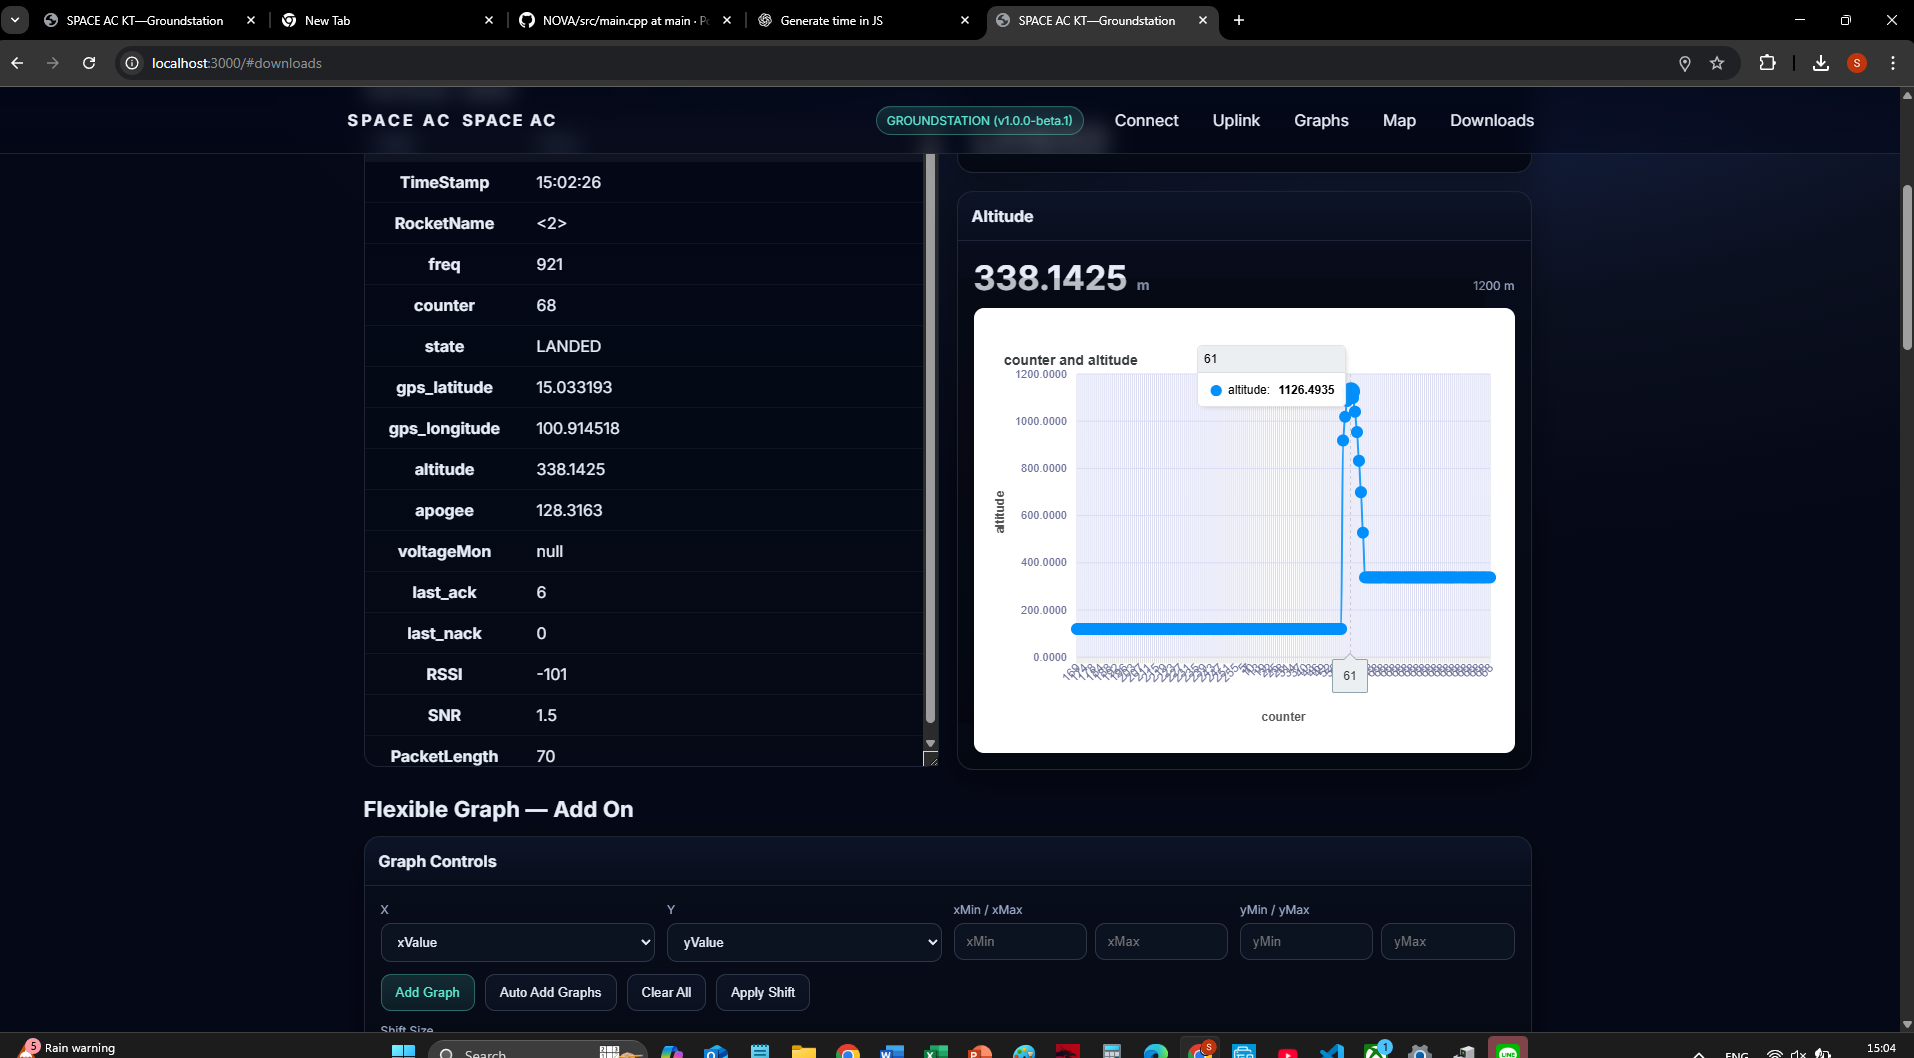 SPACE AC KT—Groundstation
New Tab
NOVA/src/main.cpp at main · Po
Generate time in JS
SPACE AC KT—Groundstation
localhost:3000/#downloads
S
SPACE AC SPACE AC
GROUNDSTATION (v1.0.0-beta.1)
Connect
Uplink
Graphs
Map
Downloads
TimeStamp 15:02:26
RocketName <2>
freq 921
counter 68
state LANDED
gps_latitude 15.033193
gps_longitude 100.914518
altitude 338.1425
apogee 128.3163
voltageMon null
last_ack 6
last_nack 0
RSSI -101
SNR 1.5
PacketLength 70
Altitude
338.1425 m
1200 m
counter and altitude
61
altitude: 1126.4935
1200.0000
1000.0000
800.0000
600.0000
400.0000
200.0000
0.0000
altitude
61
counter
Flexible Graph — Add On
Graph Controls
X
Y
xMin / xMax
yMin / yMax
xValue
yValue
xMin
xMax
yMin
yMax
Add Graph
Auto Add Graphs
Clear All
Apply Shift
Shift Size
5
Rain warning
Search
S
1
ENG
15:04